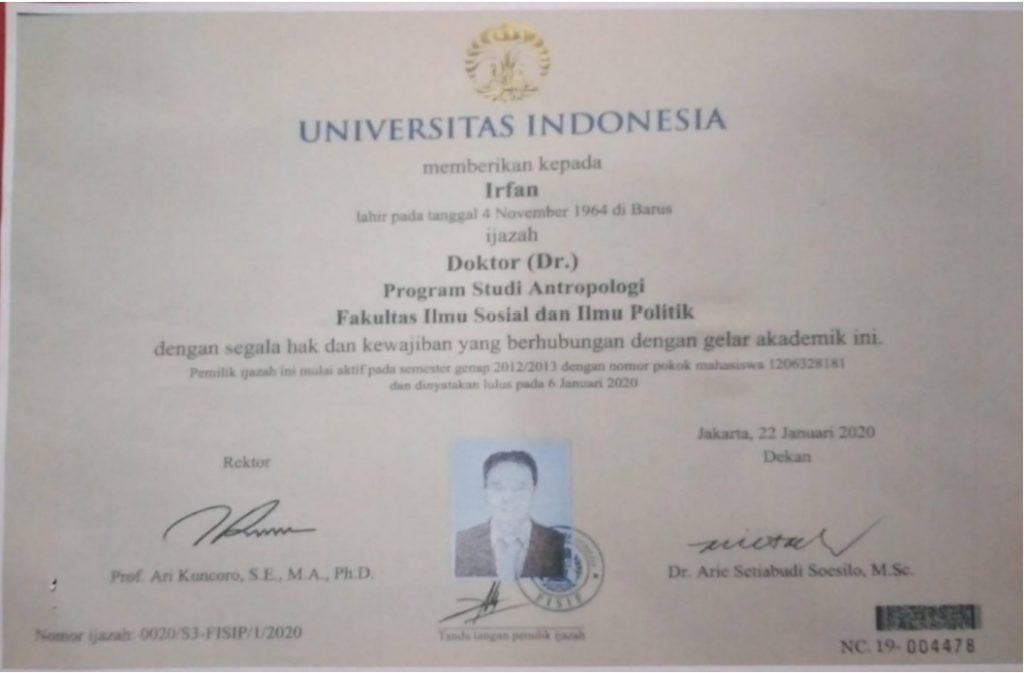 UNIVERSITAS INDONESIA
memberikan kepada
Irfan
lahir pada tanggal 4 November 1964 di Barus
ijazah
Doktor (Dr.)
Program Studi Antropologi
Fakultas Ilmu Sosial dan Ilmu Politik
dengan segala hak dan kewajiban yang berhubungan dengan gelar akademik ini.
Pemilik ijazah ini mulai aktif pada semester genap 2012/2013 dengan nomor pokok mahasiswa 1206328181
dan dinyatakan lulus pada 6 Januari 2020
Jakarta, 22 Januari 2020
Rektor
Dekan
Prof. Ari Kuncoro, S.E., M.A., Ph.D.
Dr. Arie Setiabudi Soesilo, M.Sc.
FISIP
Tanda tangan pemilik ijazah
Nomor ijazah: 0020/S3-FISIP/1/2020
NC. 19-004478